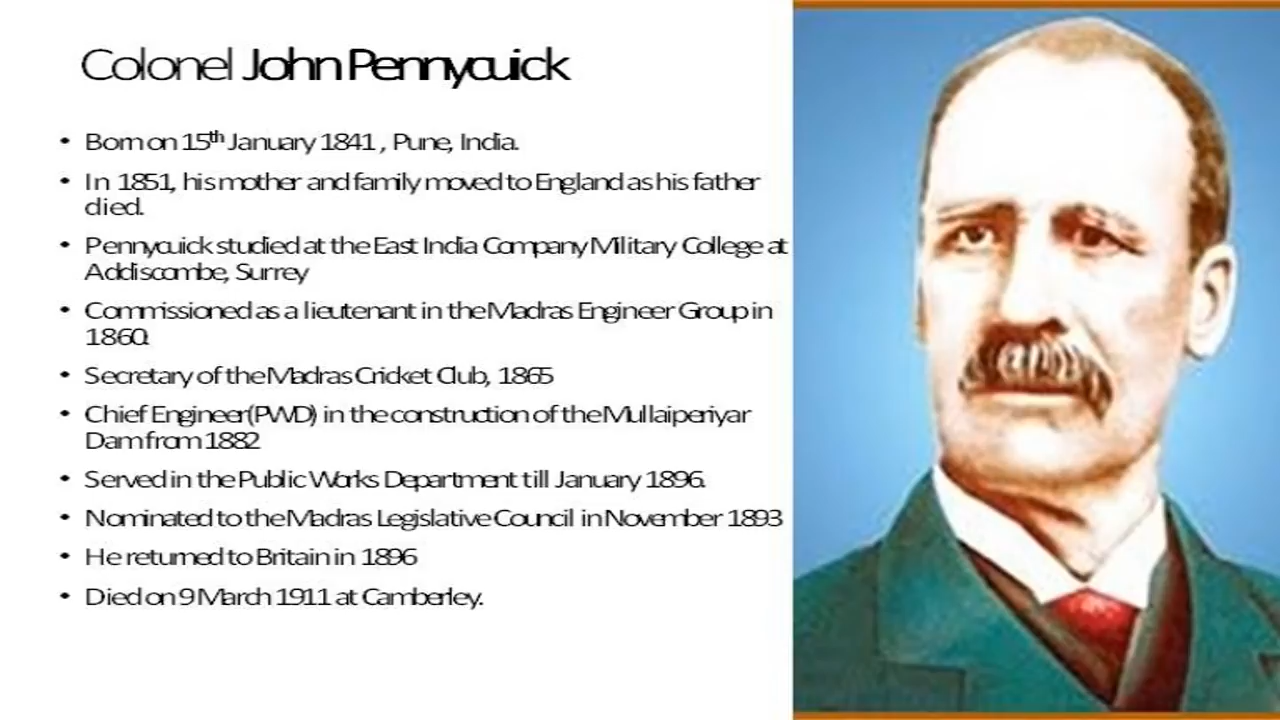 Colonel John Pennycuick
• Born on 15th January 1841 , Pune, India.
• In 1851, his mother and family moved to England as his father
died.
• Pennycuick studied at the East India Company Military College at
Addiscombe, Surrey
• Commissioned as a lieutenant in the Madras Engineer Group in
1860.
• Secretary of the Madras Cricket Club, 1865
• Chief Engineer(PWD) in the construction of the Mullaiperiyar
Dam from 1882
• Served in the Public Works Department till January 1896.
• Nominated to the Madras Legislative Council in November 1893
• He returned to Britain in 1896
• Died on 9 March 1911 at Camberley.